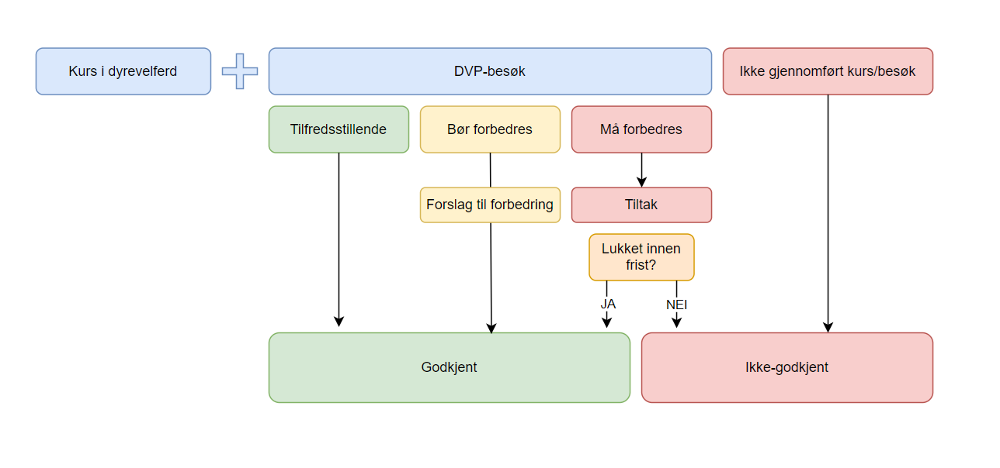 Kurs i dyrevelferd
DVP-besøk
Ikke gjennomført kurs/besøk
Tilfredsstillende
Bør forbedres
Må forbedres
Forslag til forbedring
Tiltak
Lukket innen
frist?
JA
NEI
Godkjent
Ikke-godkjent